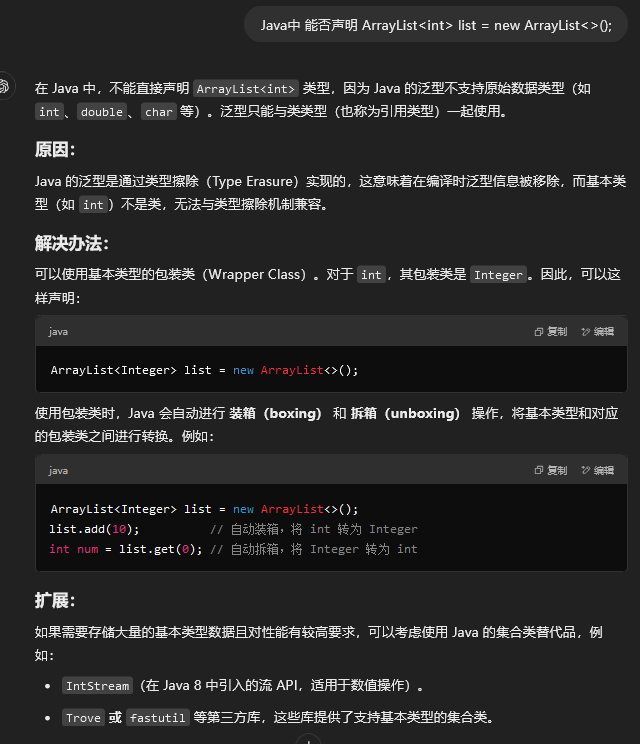 Java中 能否声明 ArrayList<int> list = new ArrayList<>();
在 Java 中，不能直接声明 ArrayList<int> 类型，因为 Java 的泛型不支持原始数据类型（如
int、double、char 等）。泛型只能与类类型（也称为引用类型）一起使用。
原因：
Java 的泛型是通过类型擦除（Type Erasure）实现的，这意味着在编译时泛型信息被移除，而基本类
型（如 int）不是类，无法与类型擦除机制兼容。
解决办法：
可以使用基本类型的包装类（Wrapper Class）。对于 int，其包装类是 Integer。因此，可以这
样声明：
java 复制 编辑
ArrayList<Integer> list = new ArrayList<>();
使用包装类时，Java 会自动进行 装箱（boxing） 和 拆箱（unboxing） 操作，将基本类型和对应
的包装类之间进行转换。例如：
java 复制 编辑
ArrayList<Integer> list = new ArrayList<>();
list.add(10);          // 自动装箱，将 int 转为 Integer
int num = list.get(0); // 自动拆箱，将 Integer 转为 int
扩展：
如果需要存储大量的基本类型数据且对性能有较高要求，可以考虑使用 Java 的集合类替代品，例
如：
• IntStream（在 Java 8 中引入的流 API，适用于数值操作）。
• Trove 或 fastutil 等第三方库，这些库提供了支持基本类型的集合类。